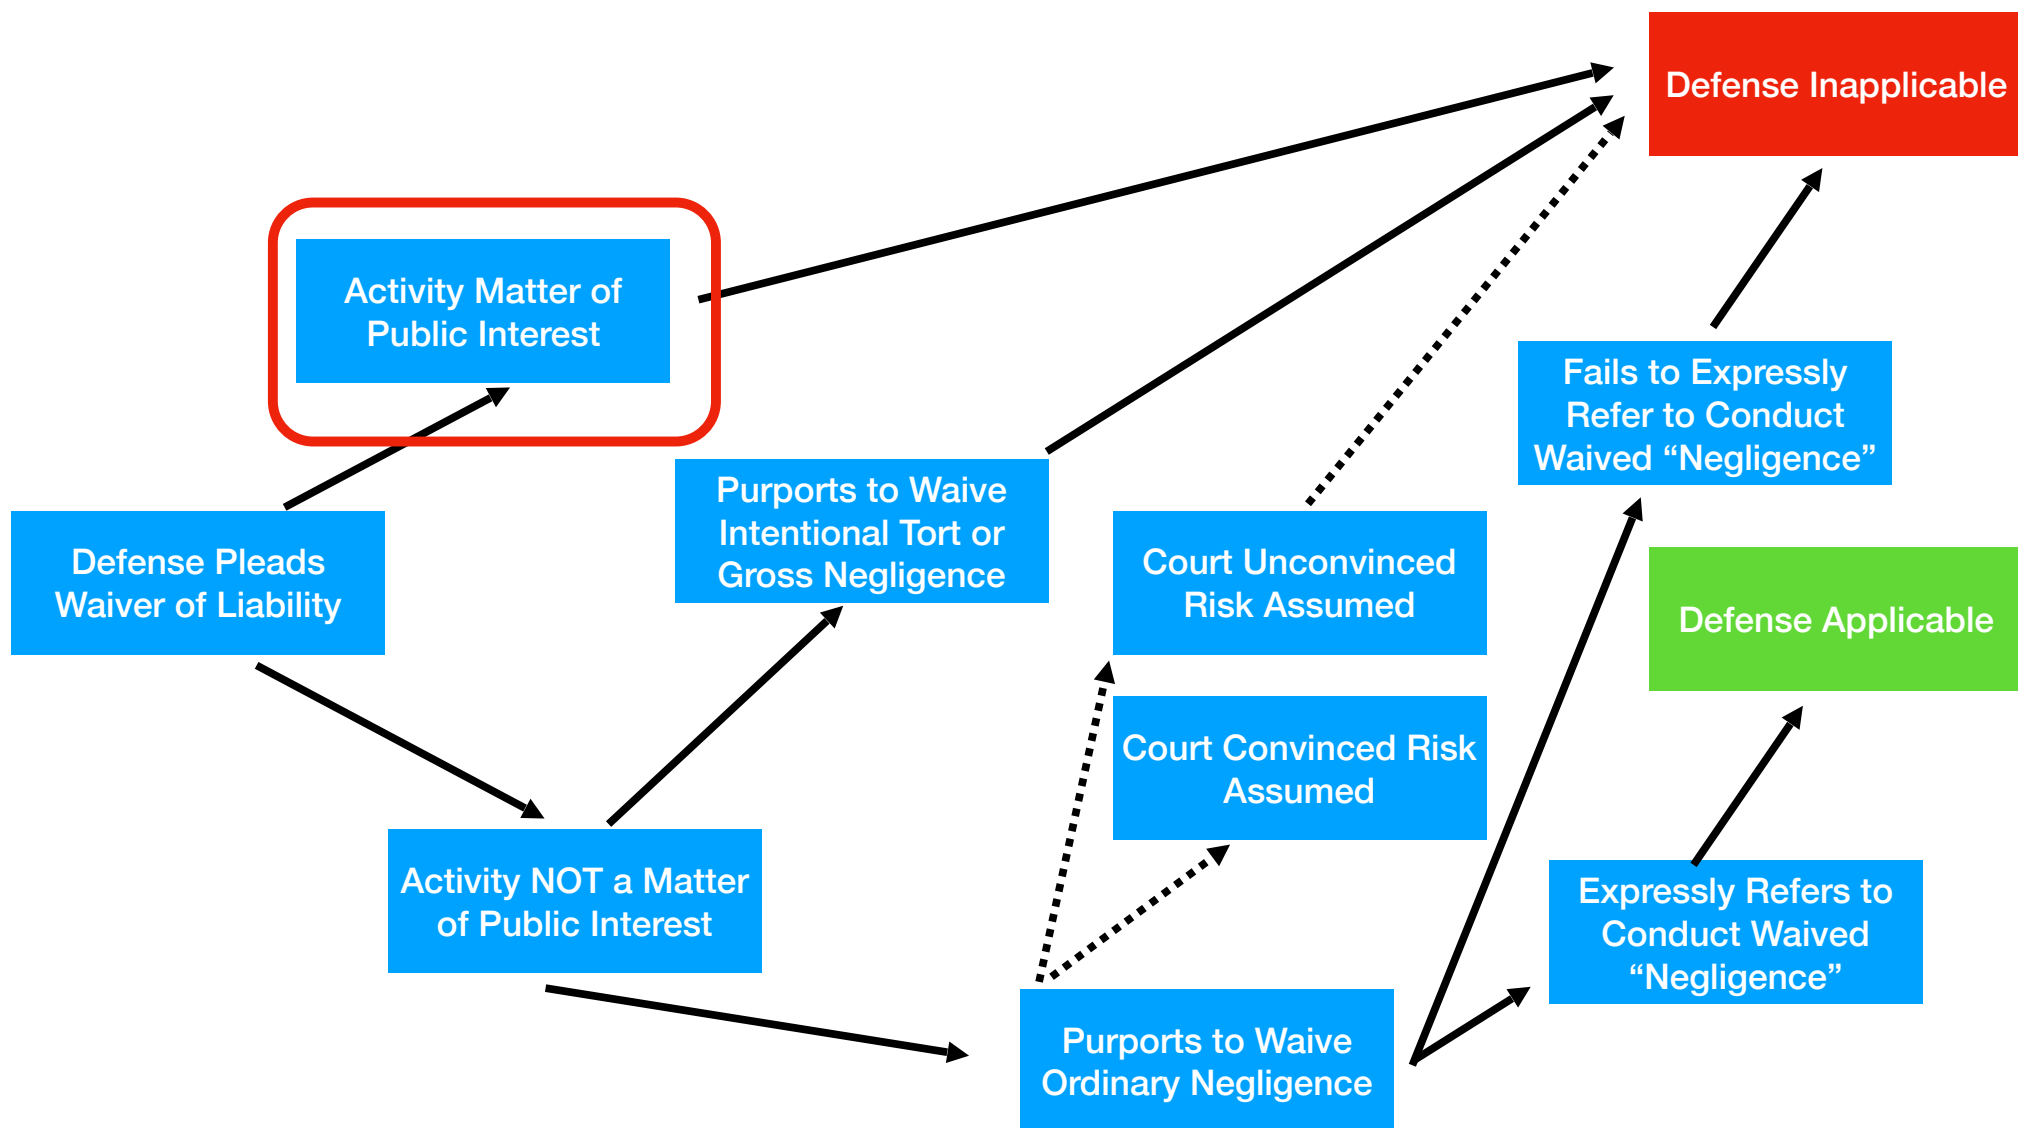 Defense Inapplicable
Activity Matter of
Public Interest
Fails to Expressly
Refer to Conduct
Waived “Negligence”
Purports to Waive
Intentional Tort or
Gross Negligence
Defense Pleads
Waiver of Liability
Court Unconvinced
Risk Assumed
Defense Applicable
Court Convinced Risk
Assumed
Activity NOT a Matter
of Public Interest
Expressly Refers to
Conduct Waived
“Negligence”
Purports to Waive
Ordinary Negligence